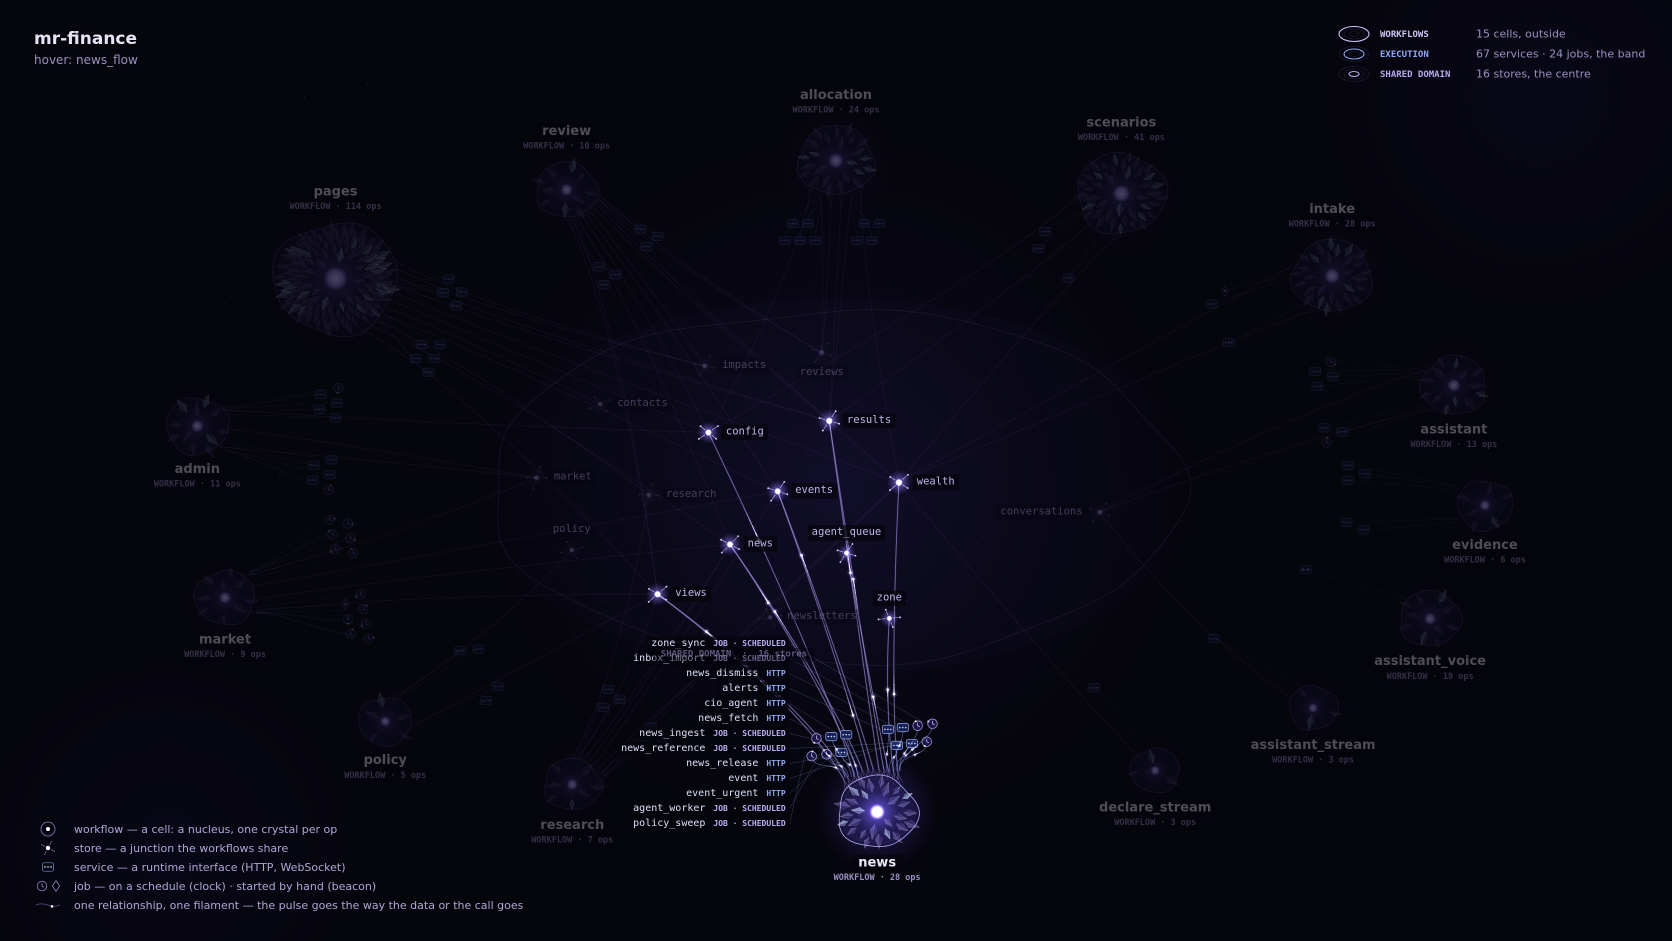 mr-finance
hover: news_flow
WORKFLOWS 15 cells, outside
EXECUTION 67 services · 24 jobs, the band
SHARED DOMAIN 16 stores, the centre
allocation
WORKFLOW · 24 ops
review
WORKFLOW · 10 ops
scenarios
WORKFLOW · 41 ops
pages
WORKFLOW · 114 ops
intake
WORKFLOW · 28 ops
impacts
reviews
contacts
results
config
assistant
WORKFLOW · 13 ops
admin
WORKFLOW · 11 ops
market
research
events
wealth
conversations
policy
agent_queue
news
evidence
WORKFLOW · 6 ops
views
zone
newsletters
market
WORKFLOW · 9 ops
assistant_voice
WORKFLOW · 10 ops
SHARED DOMAIN · 16 stores
zone_sync JOB · SCHEDULED
inbox_import JOB · SCHEDULED
news_dismiss HTTP
alerts HTTP
cio_agent HTTP
news_fetch HTTP
news_ingest JOB · SCHEDULED
news_reference JOB · SCHEDULED
news_release HTTP
event HTTP
event_urgent HTTP
agent_worker JOB · SCHEDULED
policy_sweep JOB · SCHEDULED
policy
WORKFLOW · 5 ops
assistant_stream
WORKFLOW · 3 ops
declare_stream
WORKFLOW · 3 ops
research
WORKFLOW · 7 ops
news
WORKFLOW · 28 ops
workflow — a cell: a nucleus, one crystal per op
store — a junction the workflows share
service — a runtime interface (HTTP, WebSocket)
job — on a schedule (clock) · started by hand (beacon)
one relationship, one filament — the pulse goes the way the data or the call goes